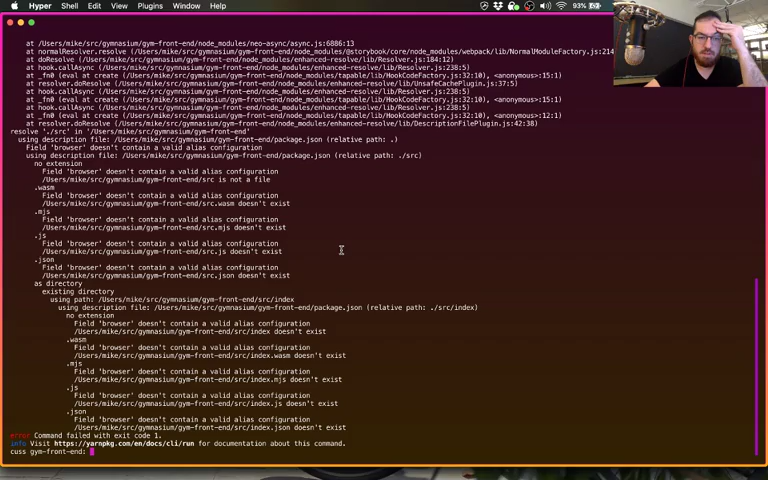 Hyper Shell Edit View Plugins Window Help 93%
at /Users/mike/src/gymnasium/gym-front-end/node_modules/neo-async/async.js:6886:13
at normalResolver.resolve (/Users/mike/src/gymnasium/gym-front-end/node_modules/@storybook/core/node_modules/webpack/lib/NormalModuleFactory.js:214
at doResolve (/Users/mike/src/gymnasium/gym-front-end/node_modules/enhanced-resolve/lib/Resolver.js:184:12)
at hook.callAsync (/Users/mike/src/gymnasium/gym-front-end/node_modules/enhanced-resolve/lib/Resolver.js:238:5)
at _fn0 (eval at create (/Users/mike/src/gymnasium/gym-front-end/node_modules/tapable/lib/HookCodeFactory.js:32:10), <anonymous>:15:1)
at resolver.doResolve (/Users/mike/src/gymnasium/gym-front-end/node_modules/enhanced-resolve/lib/UnsafeCachePlugin.js:37:5)
at hook.callAsync (/Users/mike/src/gymnasium/gym-front-end/node_modules/enhanced-resolve/lib/Resolver.js:238:5)
at _fn0 (eval at create (/Users/mike/src/gymnasium/gym-front-end/node_modules/tapable/lib/HookCodeFactory.js:32:10), <anonymous>:15:1)
at hook.callAsync (/Users/mike/src/gymnasium/gym-front-end/node_modules/enhanced-resolve/lib/Resolver.js:238:5)
at _fn0 (eval at create (/Users/mike/src/gymnasium/gym-front-end/node_modules/tapable/lib/HookCodeFactory.js:32:10), <anonymous>:12:1)
at resolver.doResolve (/Users/mike/src/gymnasium/gym-front-end/node_modules/enhanced-resolve/lib/DescriptionFilePlugin.js:42:38)
resolve './src' in '/Users/mike/src/gymnasium/gym-front-end'
using description file: /Users/mike/src/gymnasium/gym-front-end/package.json (relative path: .)
Field 'browser' doesn't contain a valid alias configuration
using description file: /Users/mike/src/gymnasium/gym-front-end/package.json (relative path: ./src)
no extension
Field 'browser' doesn't contain a valid alias configuration
/Users/mike/src/gymnasium/gym-front-end/src is not a file
.wasm
Field 'browser' doesn't contain a valid alias configuration
/Users/mike/src/gymnasium/gym-front-end/src.wasm doesn't exist
.mjs
Field 'browser' doesn't contain a valid alias configuration
/Users/mike/src/gymnasium/gym-front-end/src.mjs doesn't exist
.js
Field 'browser' doesn't contain a valid alias configuration
/Users/mike/src/gymnasium/gym-front-end/src.js doesn't exist
.json
Field 'browser' doesn't contain a valid alias configuration
/Users/mike/src/gymnasium/gym-front-end/src.json doesn't exist
as directory
existing directory
using path: /Users/mike/src/gymnasium/gym-front-end/src/index
using description file: /Users/mike/src/gymnasium/gym-front-end/package.json (relative path: ./src/index)
no extension
Field 'browser' doesn't contain a valid alias configuration
/Users/mike/src/gymnasium/gym-front-end/src/index doesn't exist
.wasm
Field 'browser' doesn't contain a valid alias configuration
/Users/mike/src/gymnasium/gym-front-end/src/index.wasm doesn't exist
.mjs
Field 'browser' doesn't contain a valid alias configuration
/Users/mike/src/gymnasium/gym-front-end/src/index.mjs doesn't exist
.js
Field 'browser' doesn't contain a valid alias configuration
/Users/mike/src/gymnasium/gym-front-end/src/index.js doesn't exist
.json
Field 'browser' doesn't contain a valid alias configuration
/Users/mike/src/gymnasium/gym-front-end/src/index.json doesn't exist
error Command failed with exit code 1.
info Visit https://yarnpkg.com/en/docs/cli/run for documentation about this command.
cuss gym-front-end: